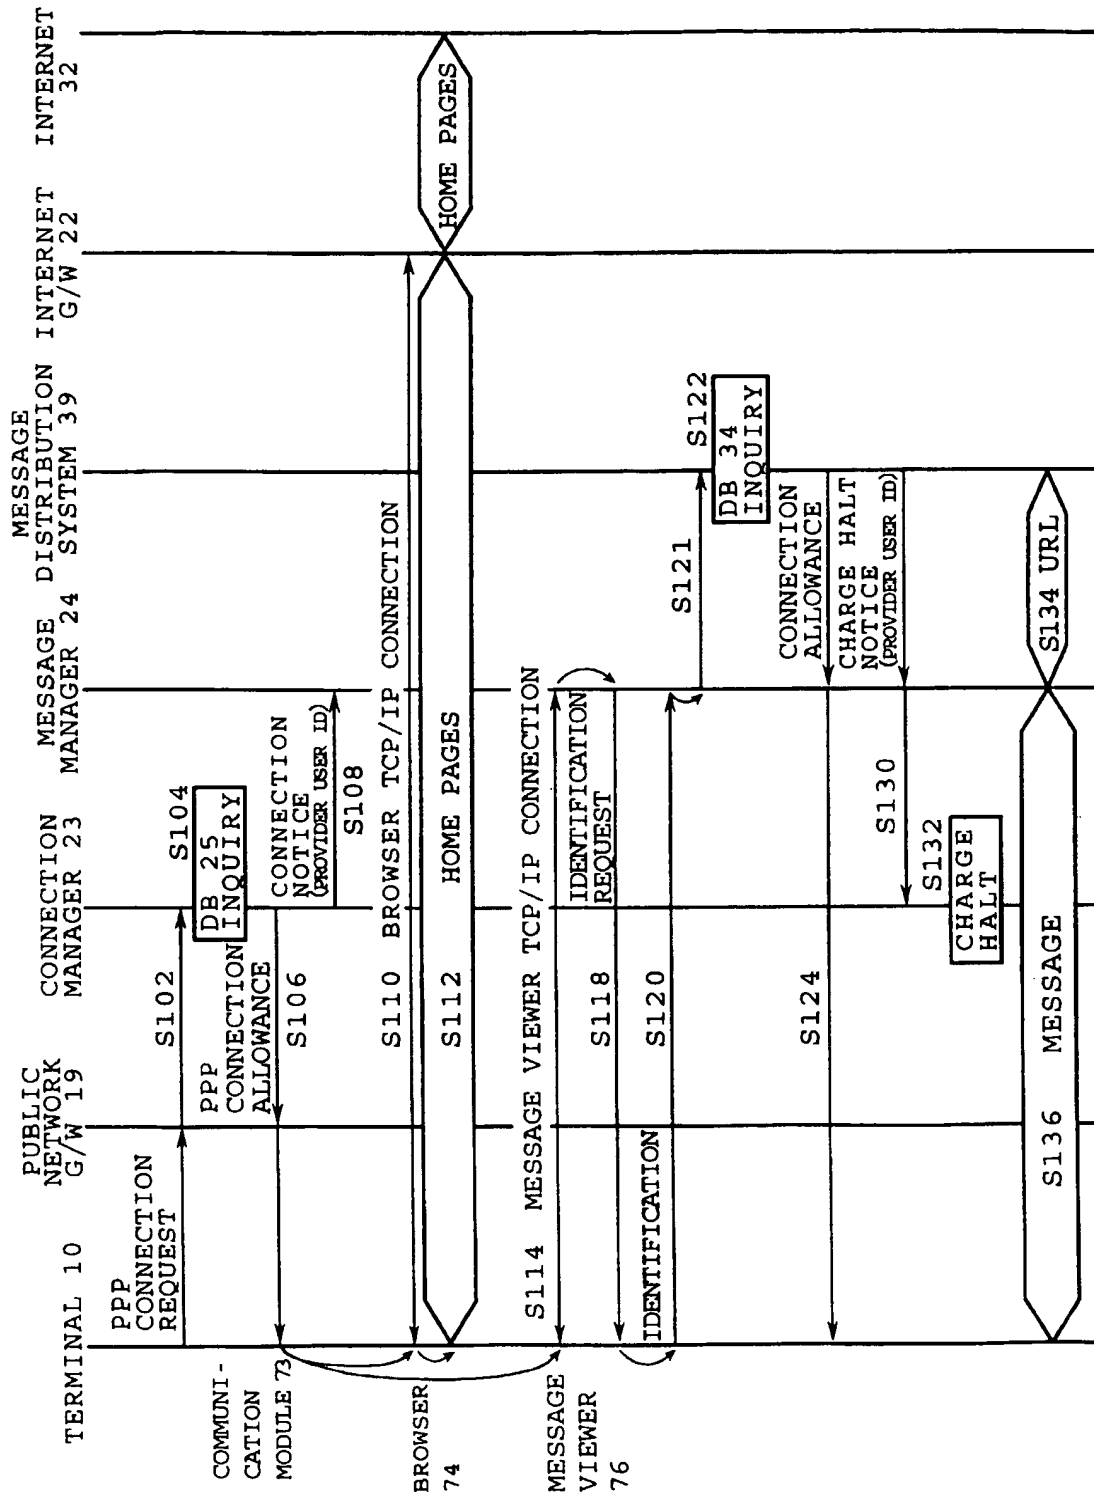 TERMINAL 10
PUBLIC
NETWORK
G/W 19
CONNECTION
MANAGER 23
MESSAGE
MANAGER 24
MESSAGE
DISTRIBUTION
SYSTEM 39
INTERNET
G/W 22
INTERNET
32
PPP
CONNECTION
REQUEST
S102
S104
DB 25
INQUIRY
COMMUNI-
CATION
MODULE 73
PPP
CONNECTION
ALLOWANCE
S106
CONNECTION
NOTICE
(PROVIDER USER ID)
S108
BROWSER
74
S110 BROWSER TCP/IP CONNECTION
S112 HOME PAGES
HOME PAGES
MESSAGE
VIEWER
76
S114 MESSAGE VIEWER TCP/IP CONNECTION
IDENTIFICATION
REQUEST
S118
IDENTIFICATION
S120
S121
S122
DB 34
INQUIRY
CONNECTION
ALLOWANCE
S124
CHARGE HALT
NOTICE
(PROVIDER USER ID)
S130
S132
CHARGE
HALT
S134 URL
S136 MESSAGE